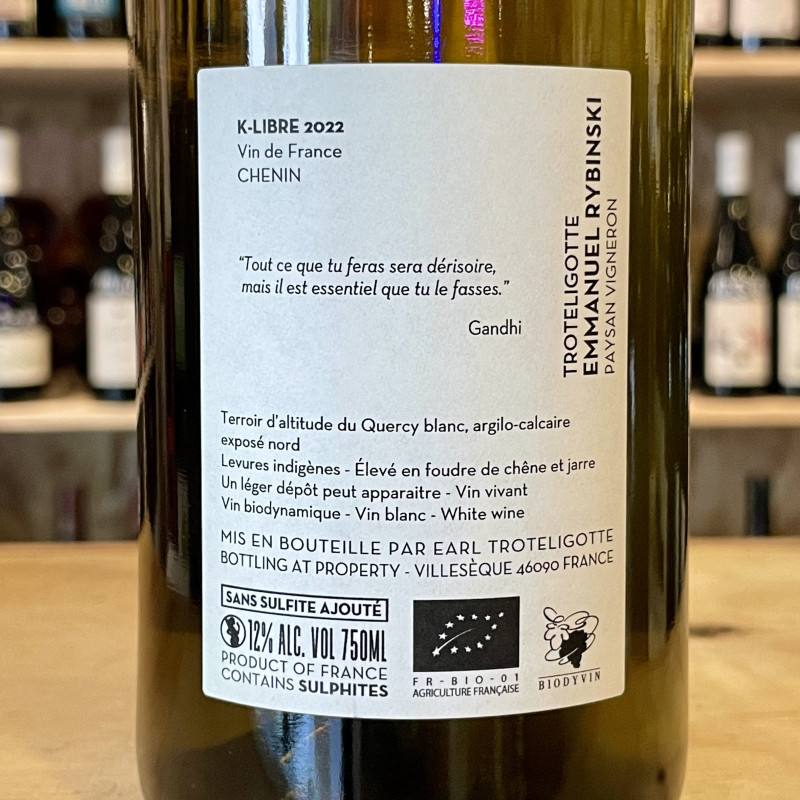 K-LIBRE 2022
Vin de France
CHENIN
TROTELIGOTTE
EMMANUEL RYBINSKI
PAYSAN VIGNERON
“Tout ce que tu feras sera dérisoire,
mais il est essentiel que tu le fasses.”
Gandhi
Terroir d'altitude du Quercy blanc, argilo-calcaire
exposé nord
Levures indigènes - Élevé en foudre de chêne et jarre
Un léger dépôt peut apparaitre - Vin vivant
Vin biodynamique - Vin blanc - White wine
MIS EN BOUTEILLE PAR EARL TROTELIGOTTE
BOTTLING AT PROPERTY - VILLESÈQUE 46090 FRANCE
SANS SULFITE AJOUTÉ
12% ALC. VOL 750ML
PRODUCT OF FRANCE
CONTAINS SULPHITES
FR-BIO-01
AGRICULTURE FRANÇAISE
BIODYVIN